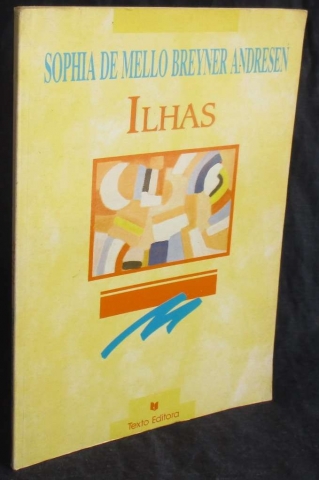 SOPHIA DE MELLO BREYNER ANDRESEN
ILHAS
Texto Editora